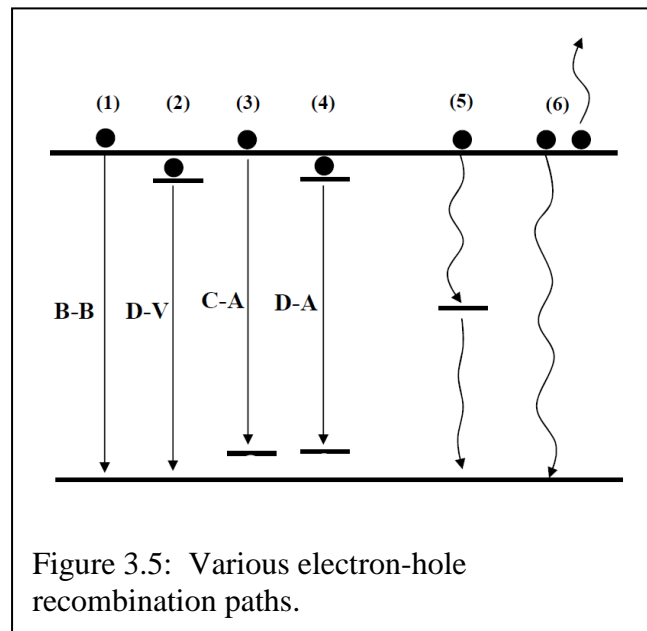 (1) (2) (3) (4) (5) (6)
B-B D-V C-A D-A
Figure 3.5: Various electron-hole
recombination paths.